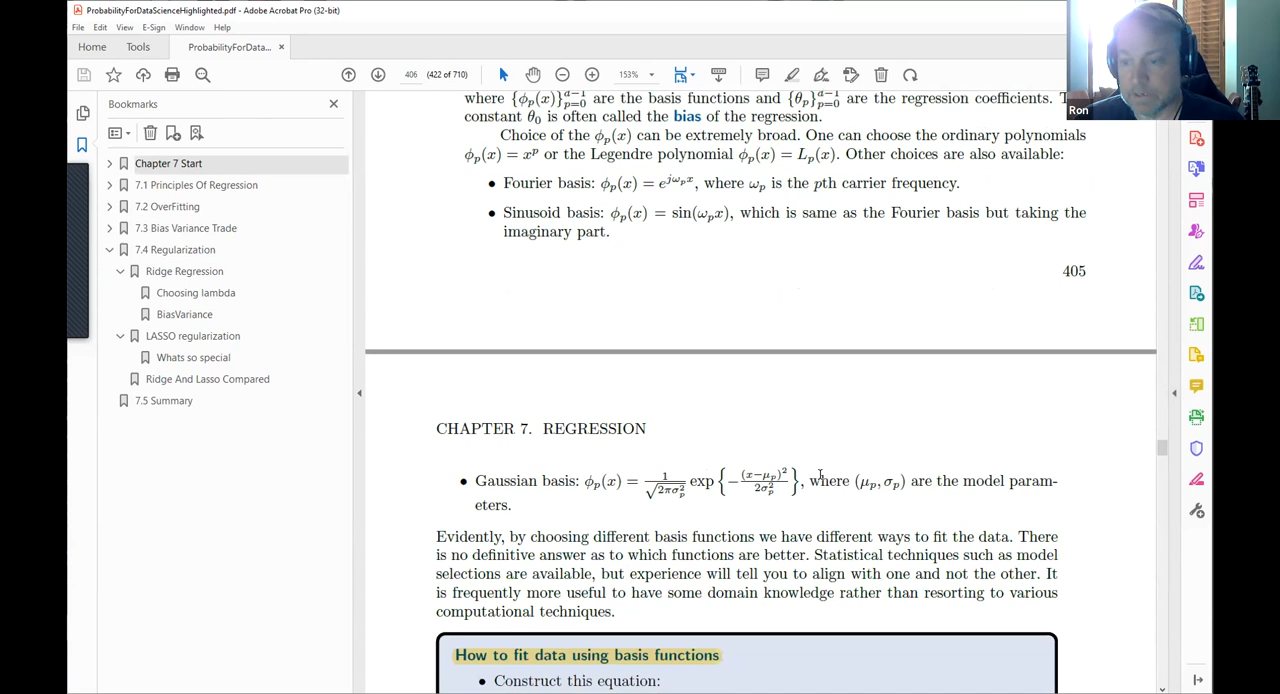 ProbabilityForDataScienceHighlighted.pdf - Adobe Acrobat Pro (32-bit)
File Edit View E-Sign Window Help
Home Tools ProbabilityForData... ×
406 (422 of 710) 153%
Ron
Bookmarks
Chapter 7 Start
7.1 Principles Of Regression
7.2 OverFitting
7.3 Bias Variance Trade
7.4 Regularization
Ridge Regression
Choosing lambda
BiasVariance
LASSO regularization
Whats so special
Ridge And Lasso Compared
7.5 Summary
where {ϕₚ(x)}ᵈ⁻¹ₚ₌₀ are the basis functions and {θₚ}ᵈ⁻¹ₚ₌₀ are the regression coefficients.
constant θ₀ is often called the bias of the regression.
Choice of the ϕₚ(x) can be extremely broad. One can choose the ordinary polynomials
ϕₚ(x) = xᵖ or the Legendre polynomial ϕₚ(x) = Lₚ(x). Other choices are also available:
• Fourier basis: ϕₚ(x) = e^{jωₚx}, where ωₚ is the pth carrier frequency.
• Sinusoid basis: ϕₚ(x) = sin(ωₚx), which is same as the Fourier basis but taking the
imaginary part.
405
CHAPTER 7. REGRESSION
• Gaussian basis: ϕₚ(x) = 1/√(2πσₚ²) exp{−(x−μₚ)²/2σₚ²}, where (μₚ, σₚ) are the model param-
eters.
Evidently, by choosing different basis functions we have different ways to fit the data. There
is no definitive answer as to which functions are better. Statistical techniques such as model
selections are available, but experience will tell you to align with one and not the other. It
is frequently more useful to have some domain knowledge rather than resorting to various
computational techniques.
How to fit data using basis functions
• Construct this equation: